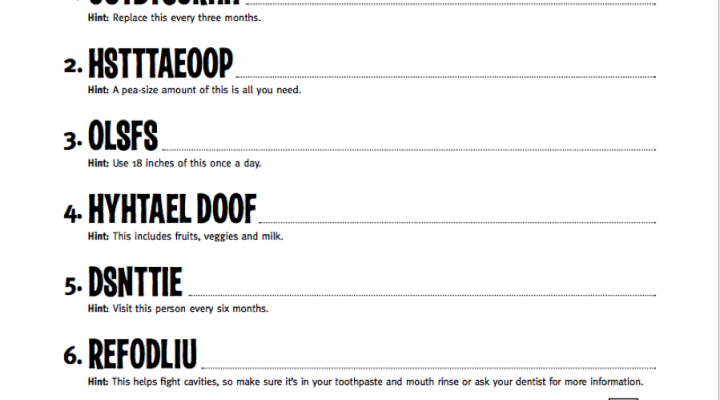 Hint: Replace this every three months.
2. HSTTTAEOOP
Hint: A pea-size amount of this is all you need.
3. OLSFS
Hint: Use 18 inches of this once a day.
4. HYHTAEL DOOF
Hint: This includes fruits, veggies and milk.
5. DSNTTIE
Hint: Visit this person every six months.
6. REFODLIU
Hint: This helps fight cavities, so make sure it's in your toothpaste and mouth rinse or ask your dentist for more information.